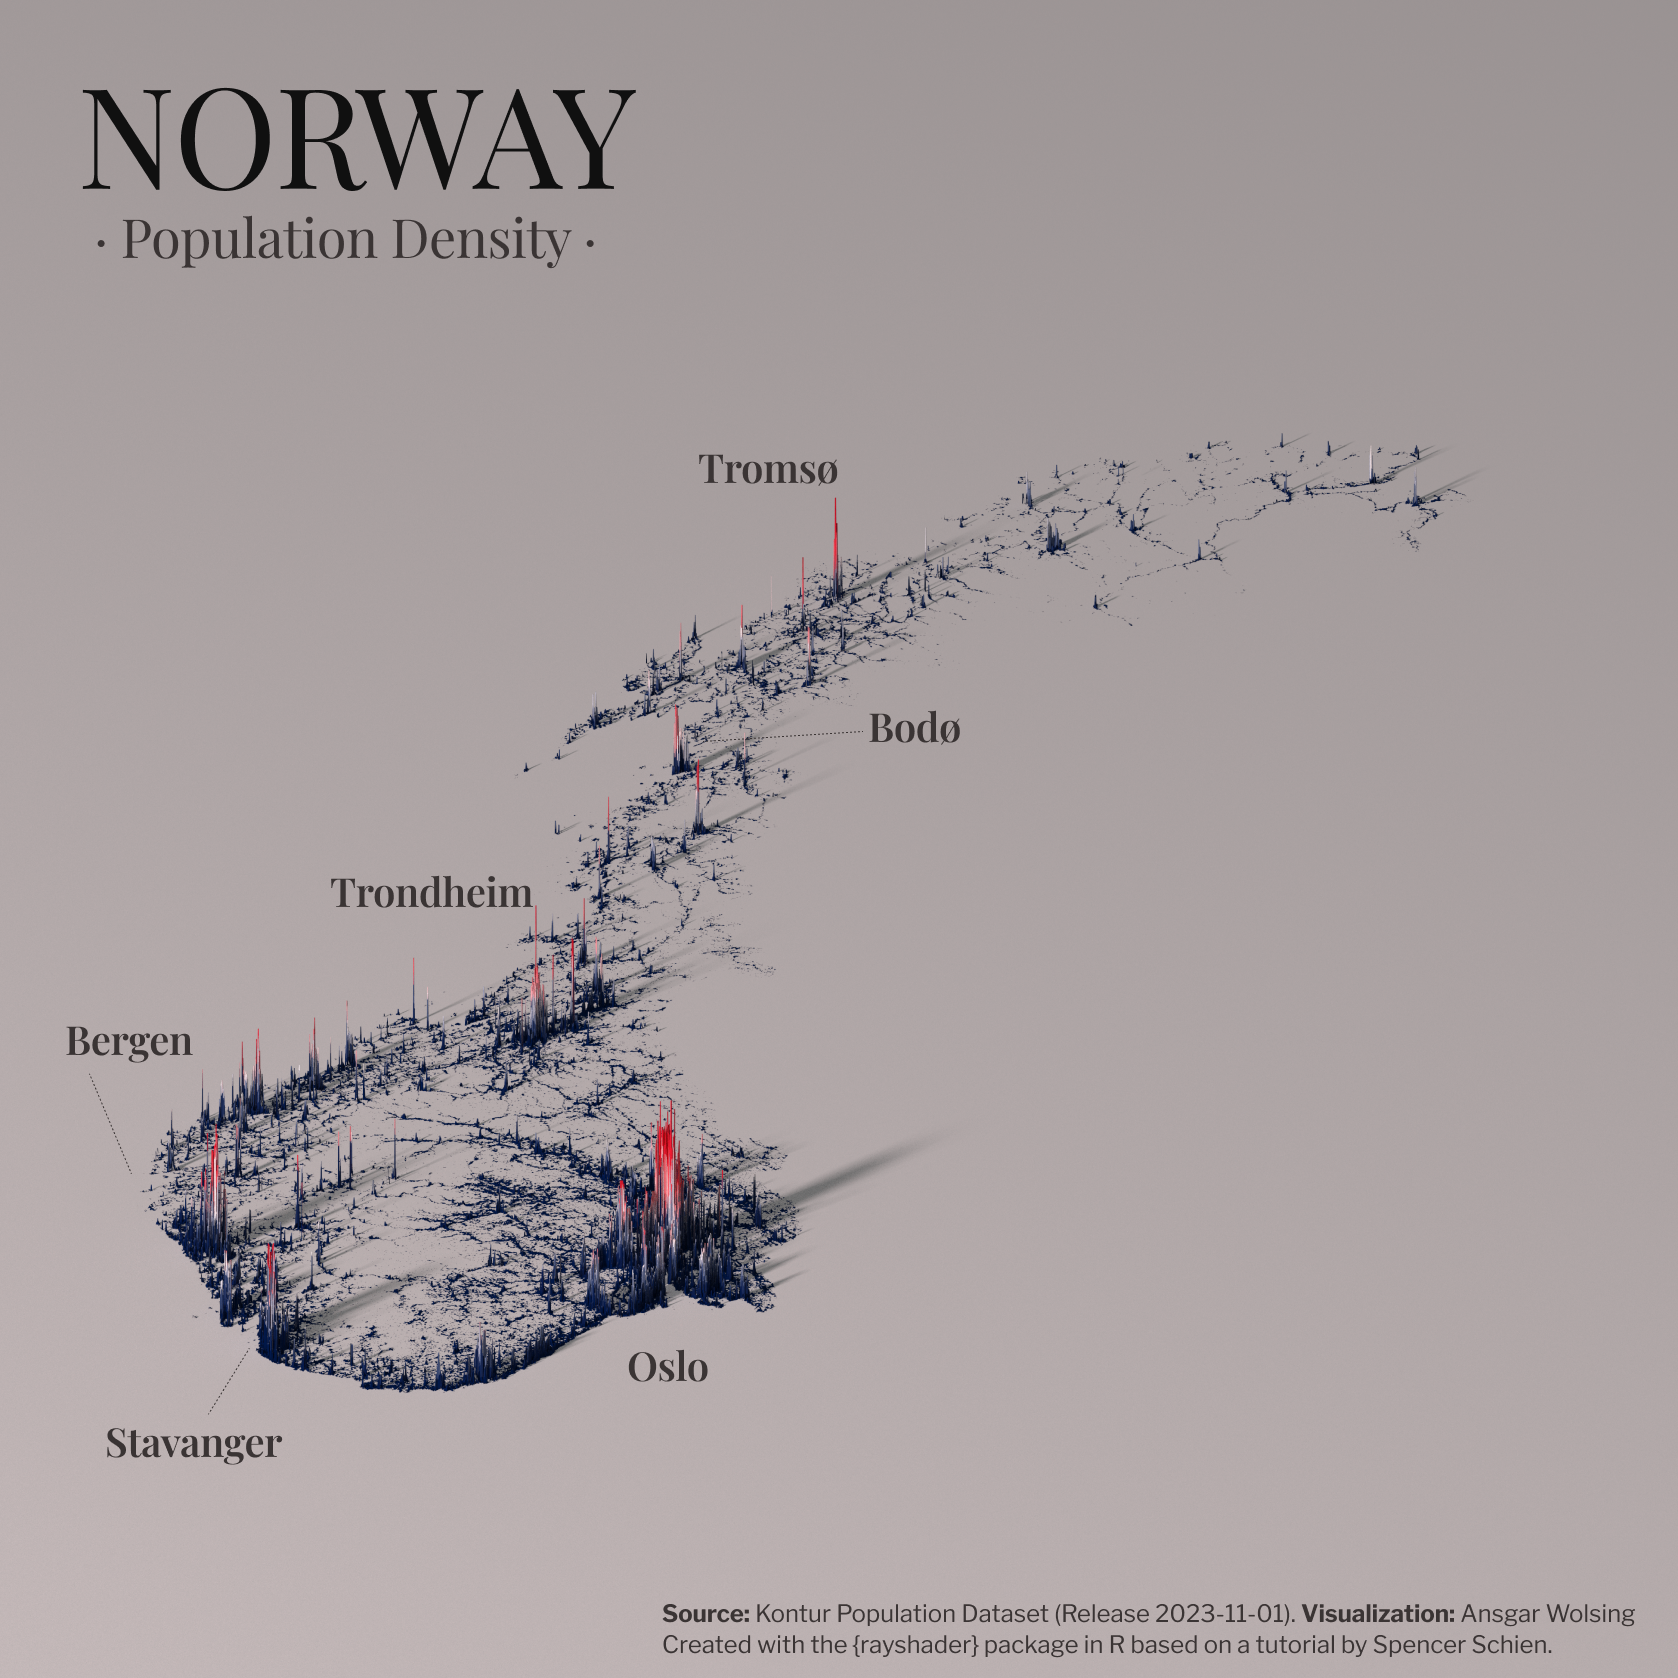 NORWAY
· Population Density ·
Tromsø
Bodø
Trondheim
Bergen
Oslo
Stavanger
Source: Kontur Population Dataset (Release 2023-11-01). Visualization: Ansgar Wolsing
Created with the {rayshader} package in R based on a tutorial by Spencer Schien.